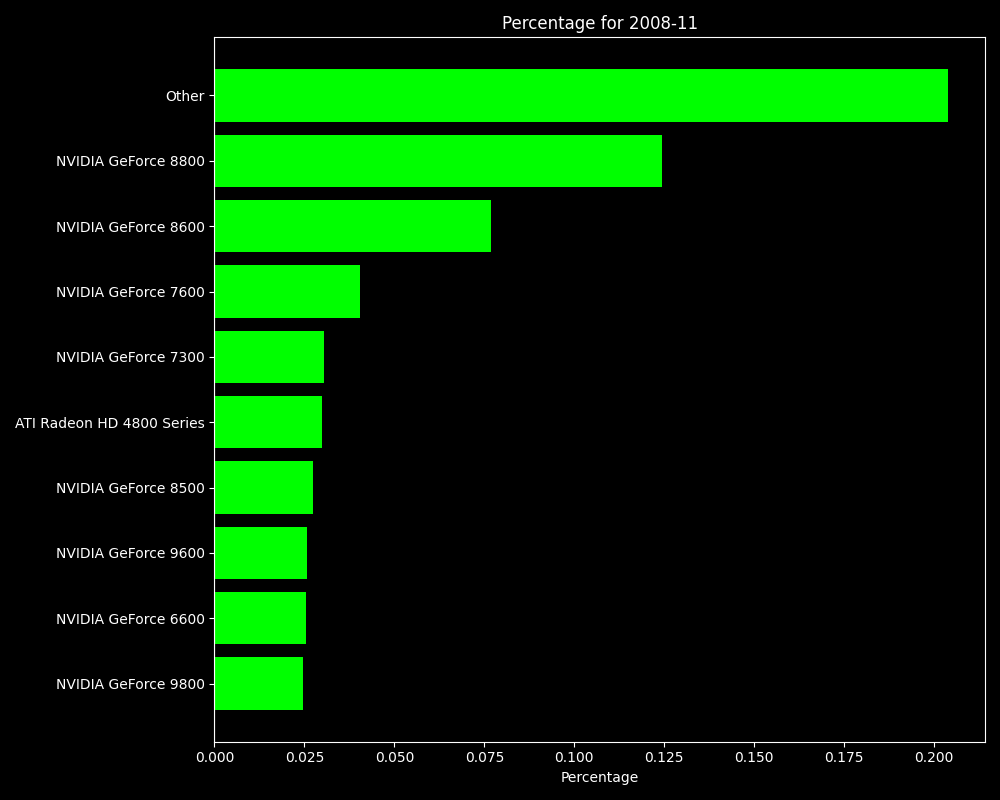 Percentage for 2008-11
Other
NVIDIA GeForce 8800
NVIDIA GeForce 8600
NVIDIA GeForce 7600
NVIDIA GeForce 7300
ATI Radeon HD 4800 Series
NVIDIA GeForce 8500
NVIDIA GeForce 9600
NVIDIA GeForce 6600
NVIDIA GeForce 9800
0.000 0.025 0.050 0.075 0.100 0.125 0.150 0.175 0.200
Percentage